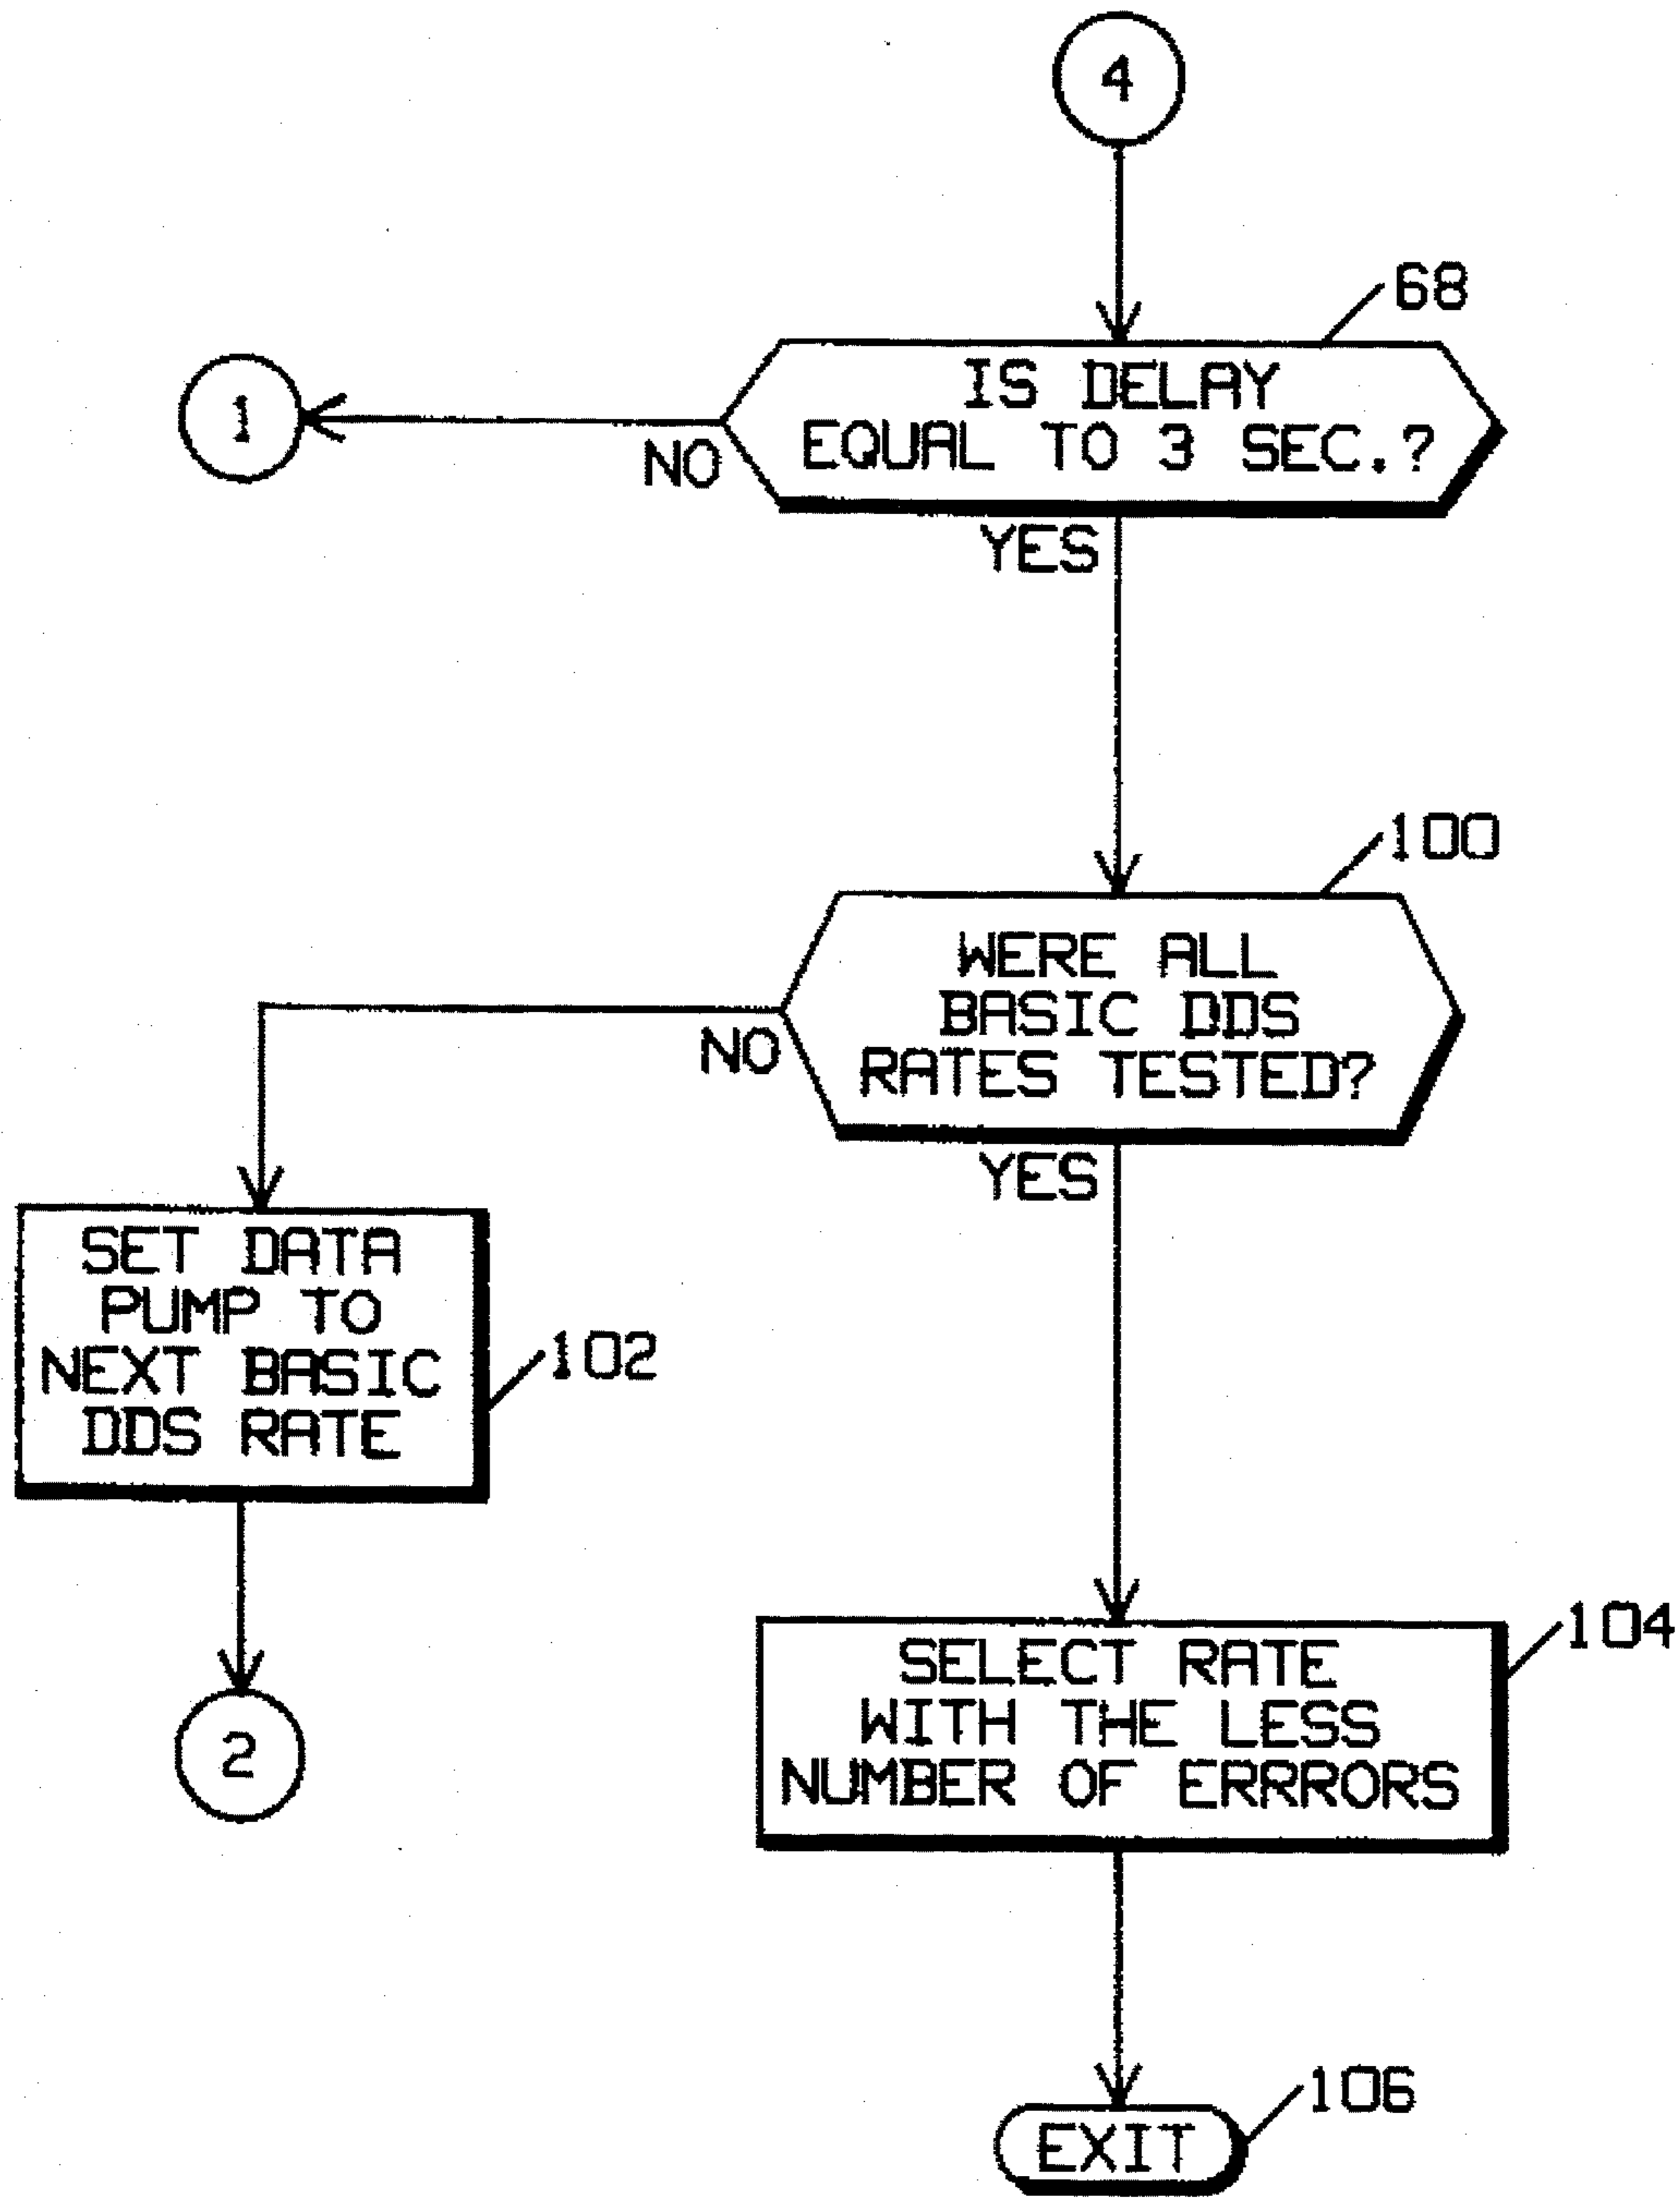 4
68
IS DELAY
EQUAL TO 3 SEC.?
1
NO
YES
100
WERE ALL
BASIC DDS
RATES TESTED?
NO
YES
SET DATA
PUMP TO
NEXT BASIC
DDS RATE
102
2
104
SELECT RATE
WITH THE LESS
NUMBER OF ERRRORS
106
EXIT